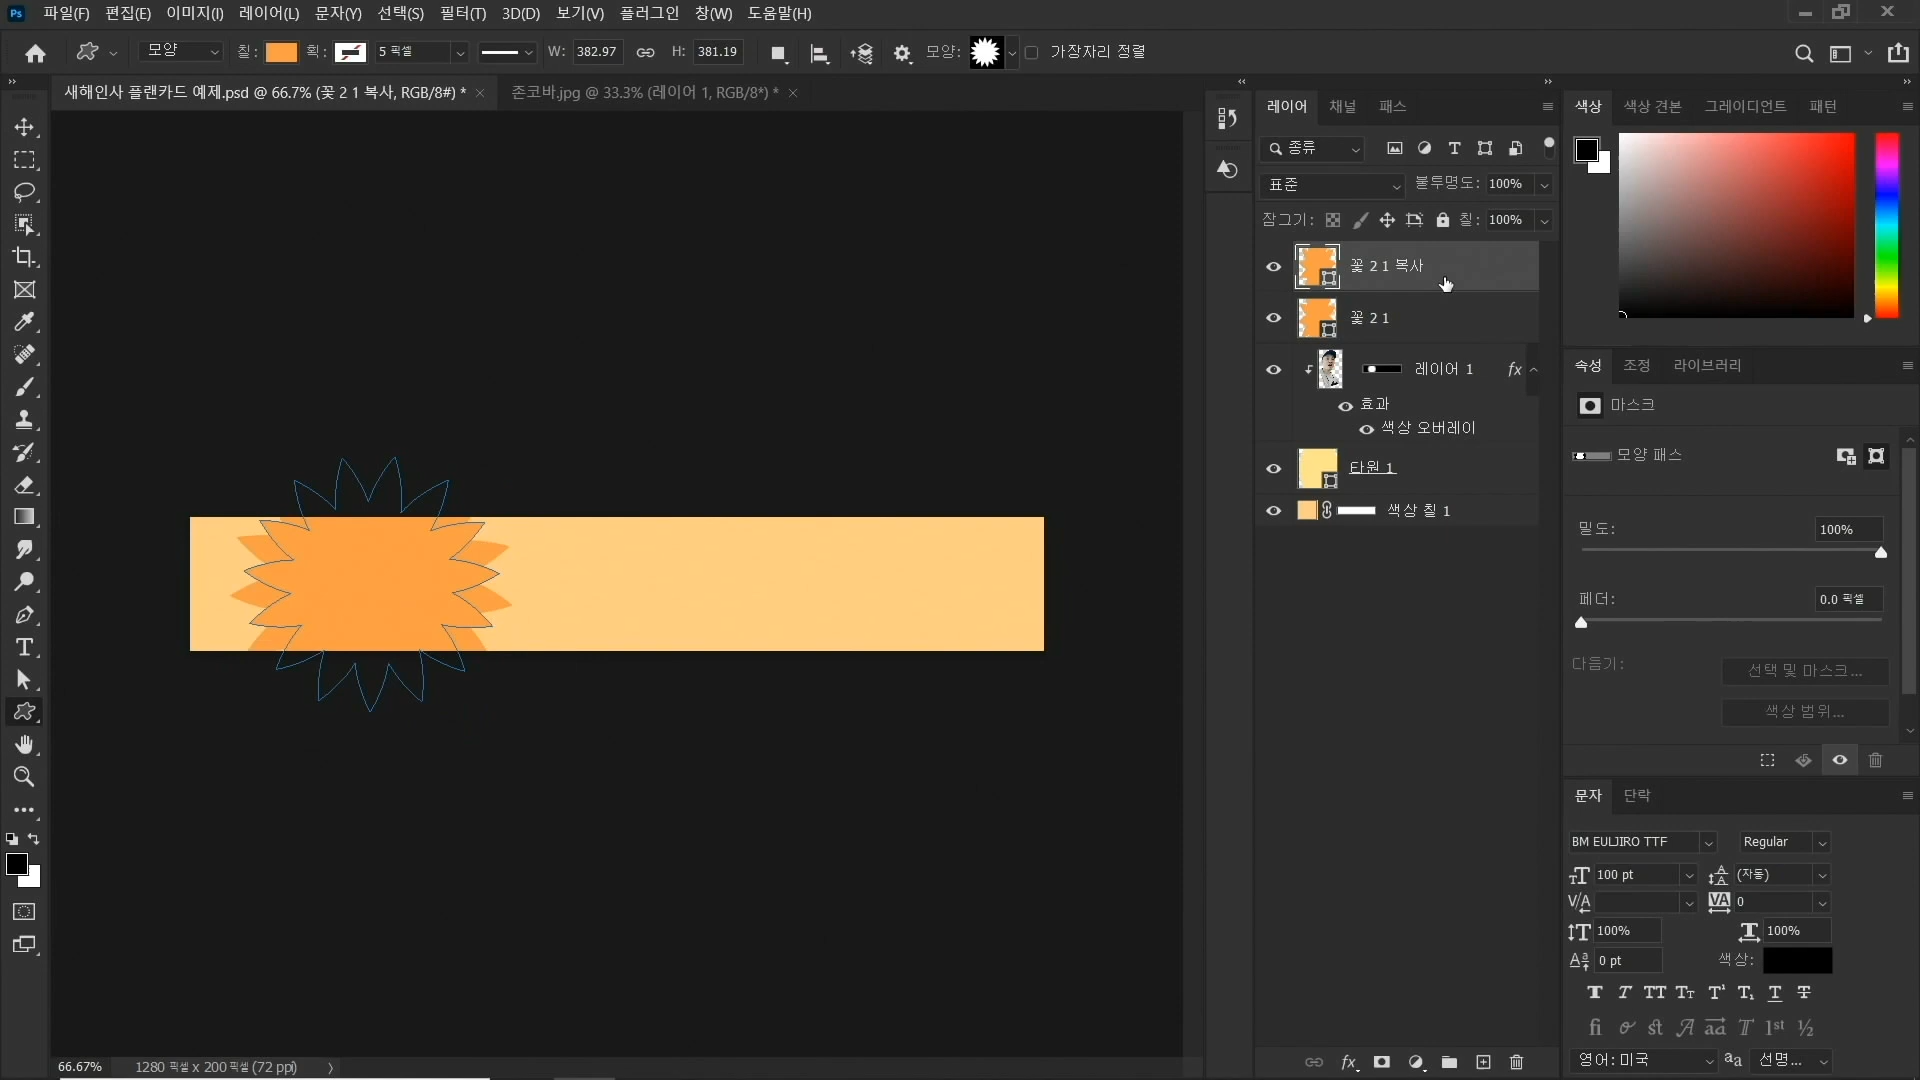 Ps 파일(F) 편집(E) 이미지(I) 레이어(L) 문자(Y) 선택(S) 필터(T) 3D(D) 보기(V) 플러그인 창(W) 도움말(H)
모양 칠: 획: 5 픽셀 W: 382.97 H: 381.19 모양: 가장자리 정렬
새해인사 플랜카드 예제.psd @ 66.7% (꽃 2 1 복사, RGB/8#) * 존코바.jpg @ 33.3% (레이어 1, RGB/8*) *
레이어 채널 패스
종류
표준 불투명도: 100%
잠그기: 칠: 100%
꽃 2 1 복사
꽃 2 1
레이어 1 fx
효과
색상 오버레이
타원 1
색상 칠 1
색상 색상 견본 그레이디언트 패턴
속성 조정 라이브러리
마스크
모양 패스
밀도: 100%
페더: 0.0 픽셀
다듬기: 선택 및 마스크...
색상 범위...
문자 단락
BM EULJIRO TTF Regular
100 pt (자동)
0
100% 100%
0 pt 색상:
영어: 미국 선명...
66.67% 1280 픽셀 x 200 픽셀 (72 ppi)